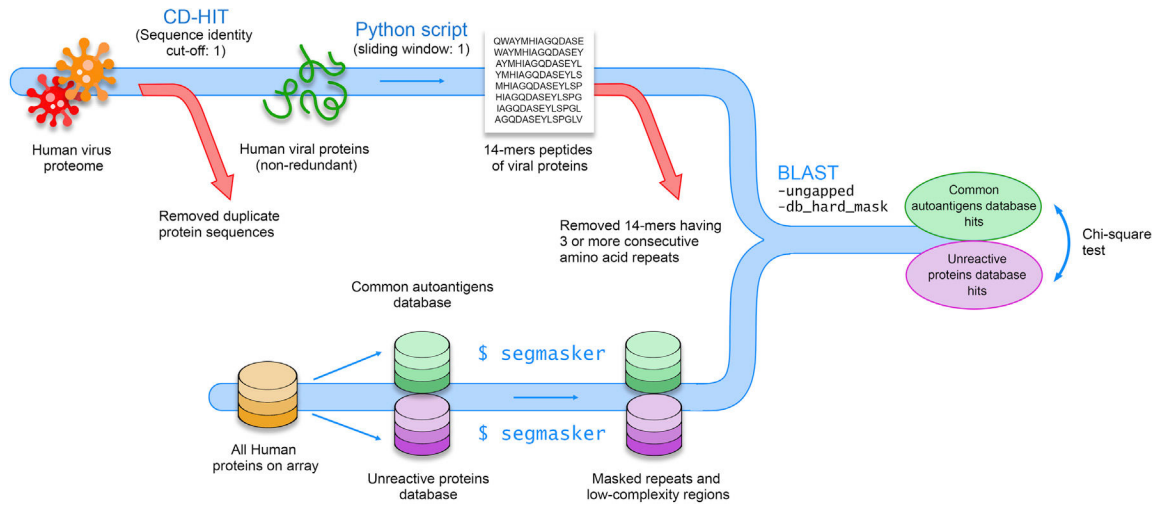 CD-HIT
(Sequence identity
cut-off: 1)
Python script
(sliding window: 1)
QWAYMHIAGQDASE
WAYMHIAGQDASEY
AYMHIAGQDASEYL
YMHIAGQDASEYLS
MHIAGQDASEYLSP
HIAGQDASEYLSPG
IAGQDASEYLSPGL
AGQDASEYLSPGLV
Human virus
proteome
Human viral proteins
(non-redundant)
14-mers peptides
of viral proteins
Removed duplicate
protein sequences
Removed 14-mers having
3 or more consecutive
amino acid repeats
BLAST
-ungapped
-db_hard_mask
Common
autoantigens database
hits
Unreactive
proteins database
hits
Chi-square
test
Common autoantigens
database
$ segmasker
$ segmasker
All Human
proteins on array
Unreactive proteins
database
Masked repeats and
low-complexity regions